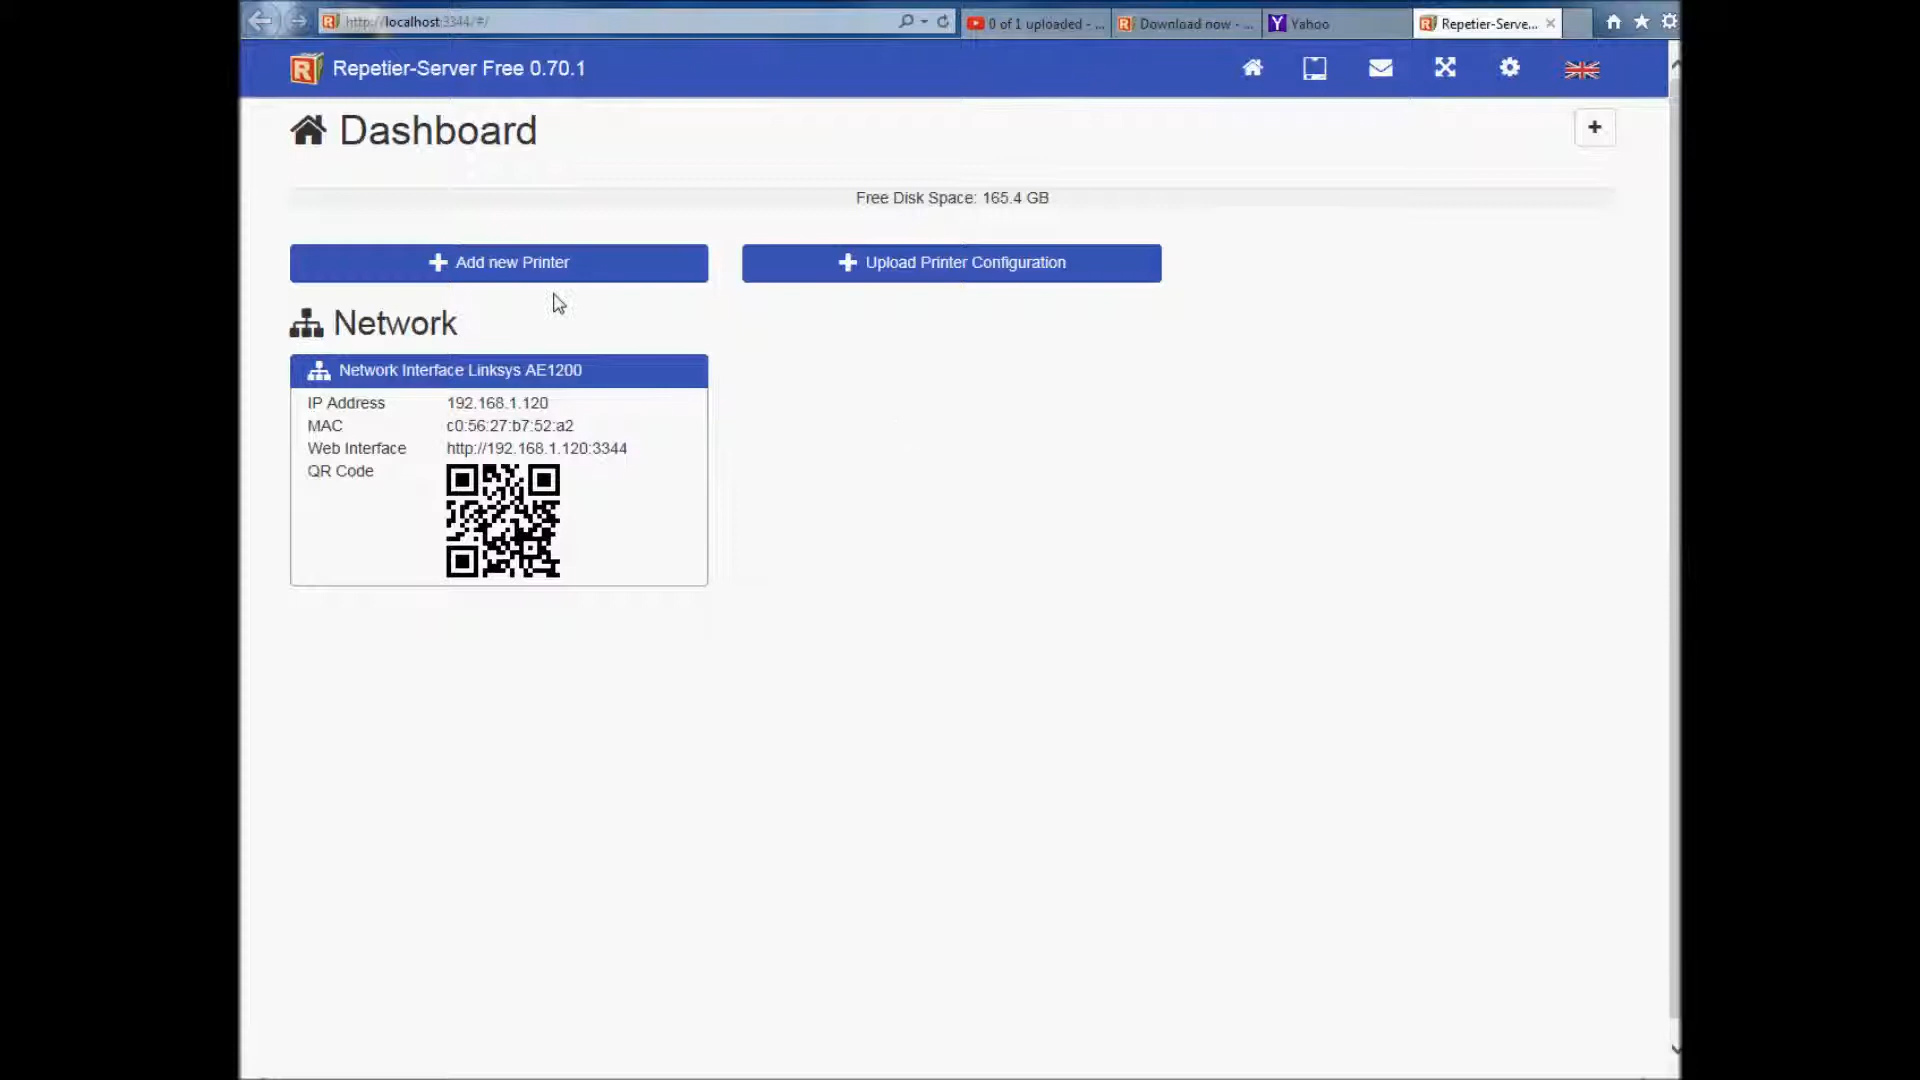 http://localhost:3344/#/
0 of 1 uploaded - ...
Download now - ...
Yahoo
Repetier-Serve...
Repetier-Server Free 0.70.1
Dashboard
Free Disk Space: 165.4 GB
Add new Printer
Upload Printer Configuration
Network
Network Interface Linksys AE1200
IP Address 192.168.1.120
MAC c0:56:27:b7:52:a2
Web Interface http://192.168.1.120:3344
QR Code